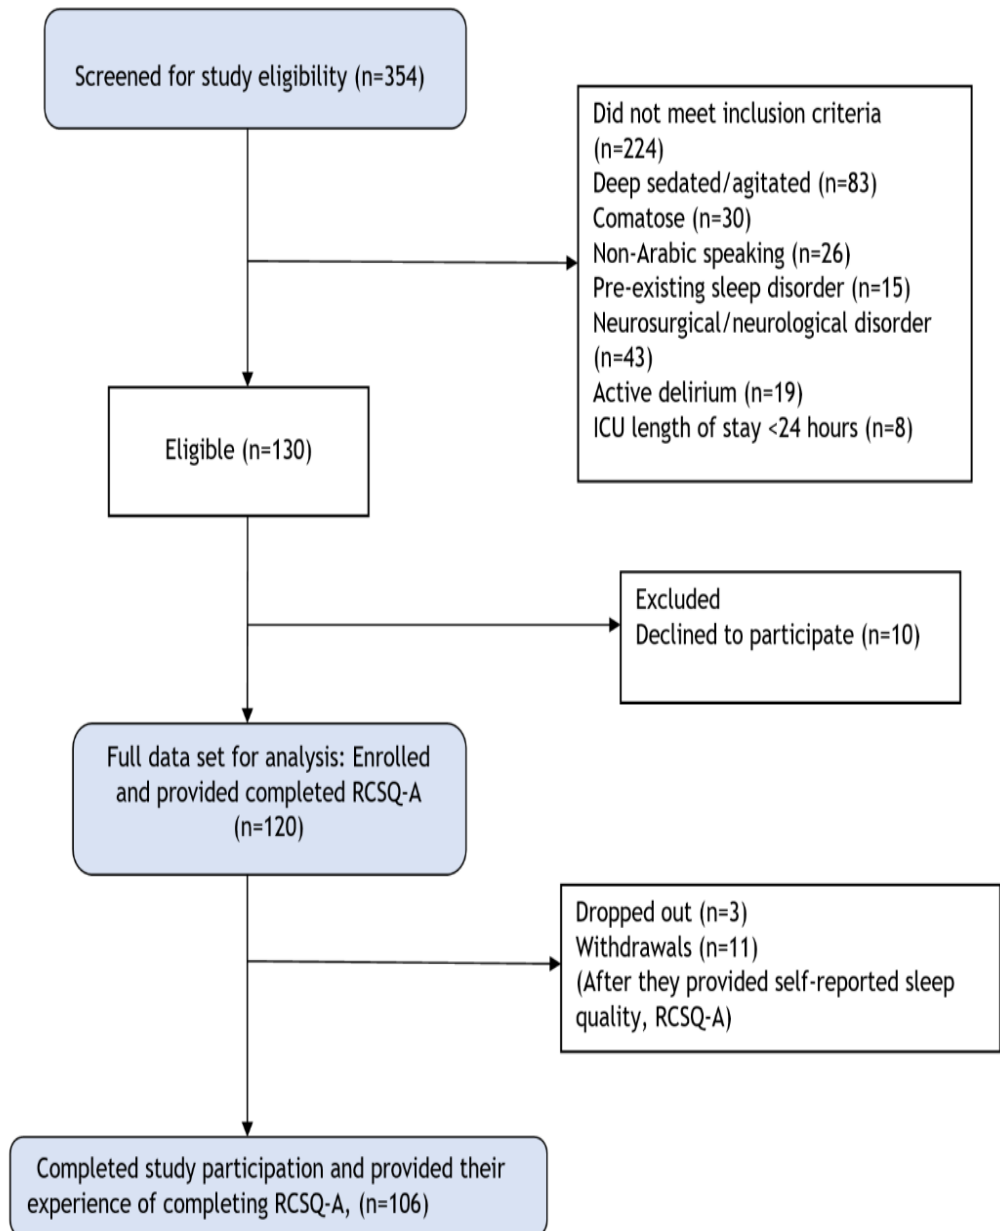 Screened for study eligibility (n=354)
Did not meet inclusion criteria
(n=224)
Deep sedated/agitated (n=83)
Comatose (n=30)
Non-Arabic speaking (n=26)
Pre-existing sleep disorder (n=15)
Neurosurgical/neurological disorder
(n=43)
Active delirium (n=19)
ICU length of stay <24 hours (n=8)
Eligible (n=130)
Excluded
Declined to participate (n=10)
Full data set for analysis: Enrolled
and provided completed RCSQ-A
(n=120)
Dropped out (n=3)
Withdrawals (n=11)
(After they provided self-reported sleep
quality, RCSQ-A)
Completed study participation and provided their
experience of completing RCSQ-A, (n=106)